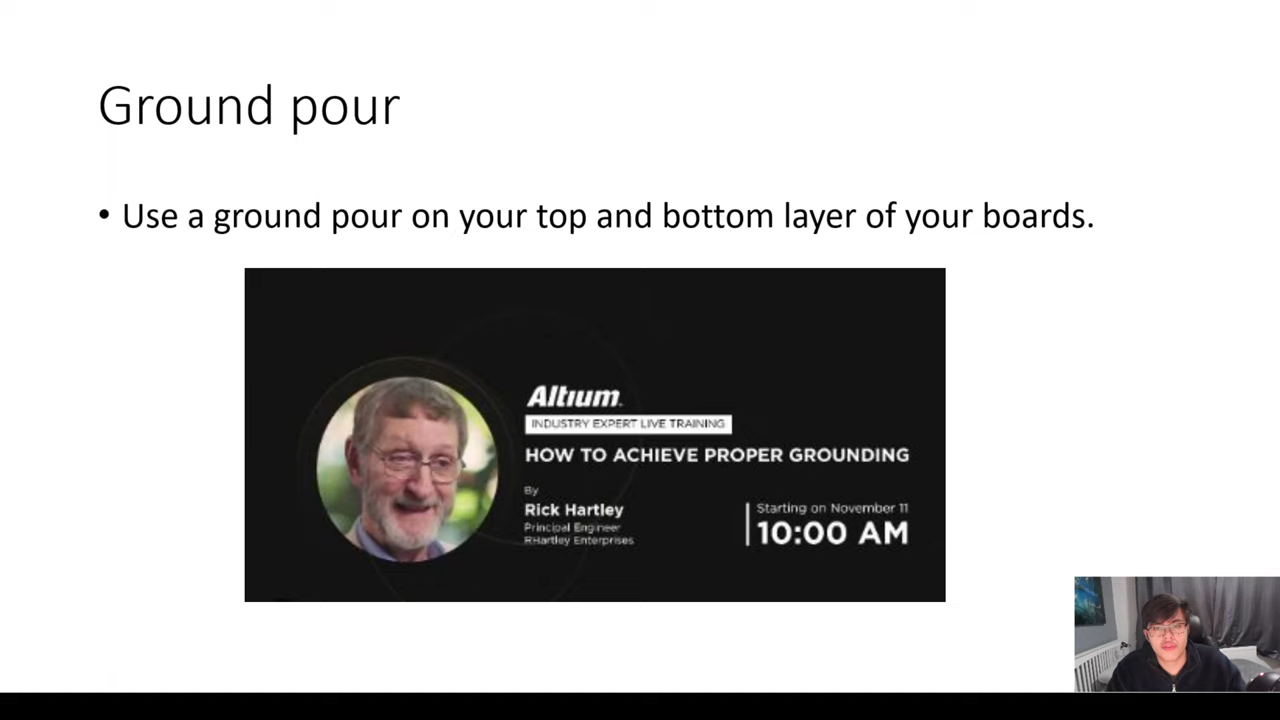 Ground pour
• Use a ground pour on your top and bottom layer of your boards.
Altium.
INDUSTRY EXPERT LIVE TRAINING
HOW TO ACHIEVE PROPER GROUNDING
By
Rick Hartley
Principal Engineer
RHartley Enterprises
Starting on November 11
10:00 AM